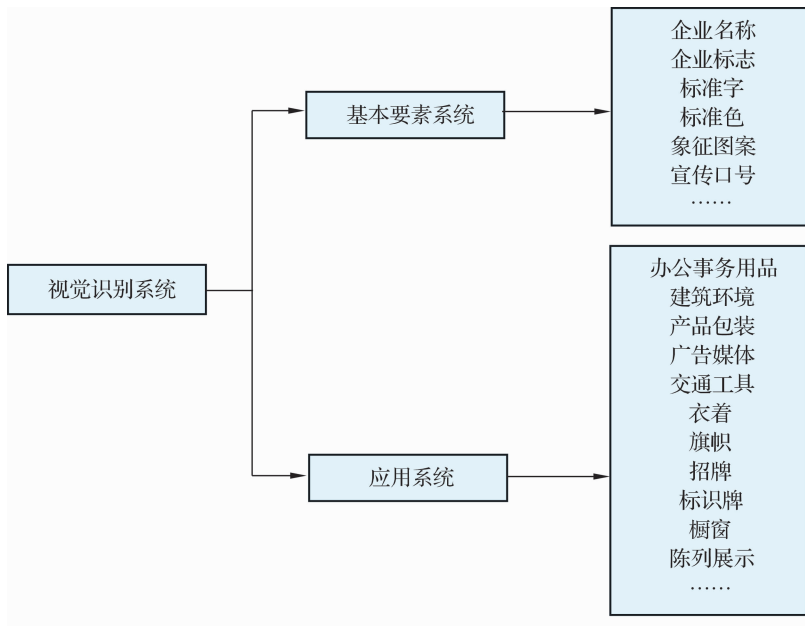 视觉识别系统
基本要素系统
企业名称
企业标志
标准字
标准色
象征图案
宣传口号
……
应用系统
办公事务用品
建筑环境
产品包装
广告媒体
交通工具
衣着
旗帜
招牌
标识牌
橱窗
陈列展示
……